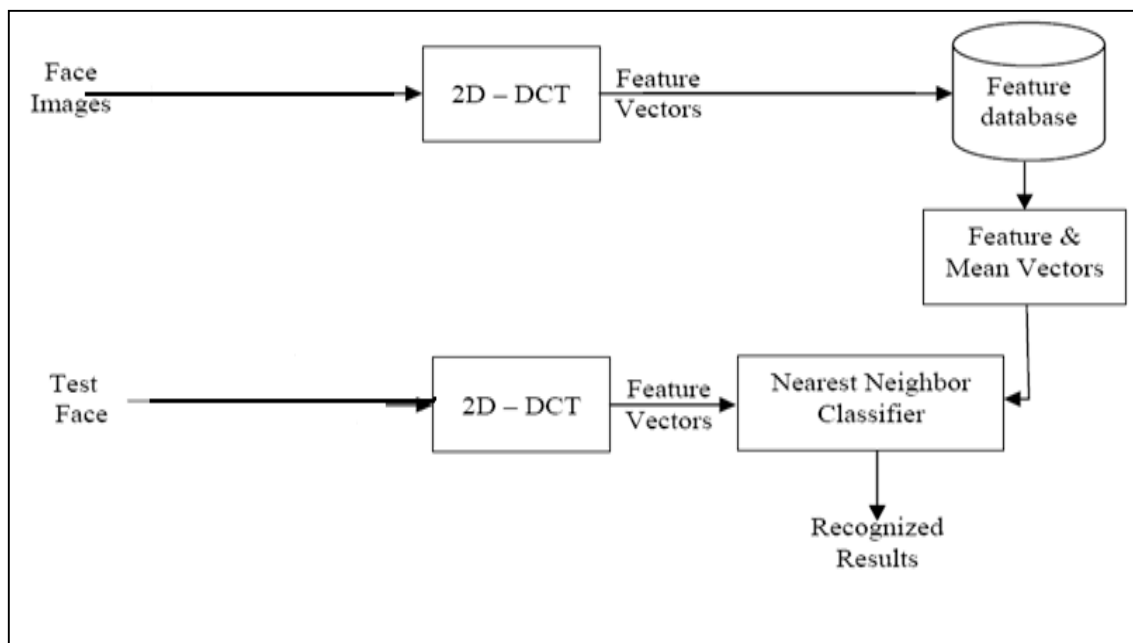 Face
Images
2D – DCT
Feature
Vectors
Feature
database
Feature &
Mean Vectors
Test
Face
2D – DCT
Feature
Vectors
Nearest Neighbor
Classifier
Recognized
Results